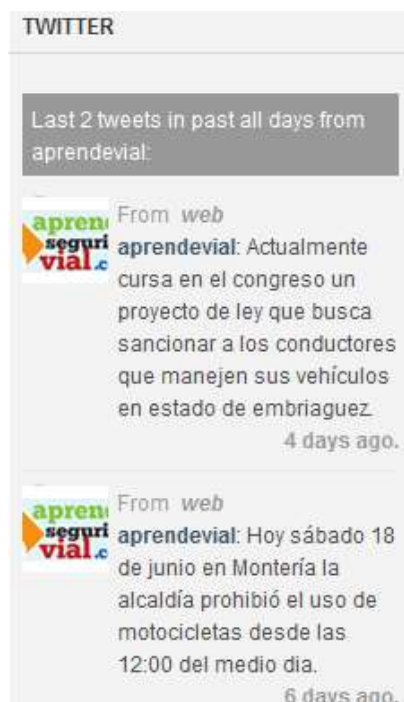 TWITTER
Last 2 tweets in past all days from
aprendevial:
From web
apren
seguri
vial .c
aprendevial: Actualmente
cursa en el congreso un
proyecto de ley que busca
sancionar a los conductores
que manejen sus vehículos
en estado de embriaguez.
4 days ago.
From web
apren
seguri
vial .c
aprendevial: Hoy sábado 18
de junio en Montería la
alcaldía prohibió el uso de
motocicletas desde las
12:00 del medio dia.
6 days ago.